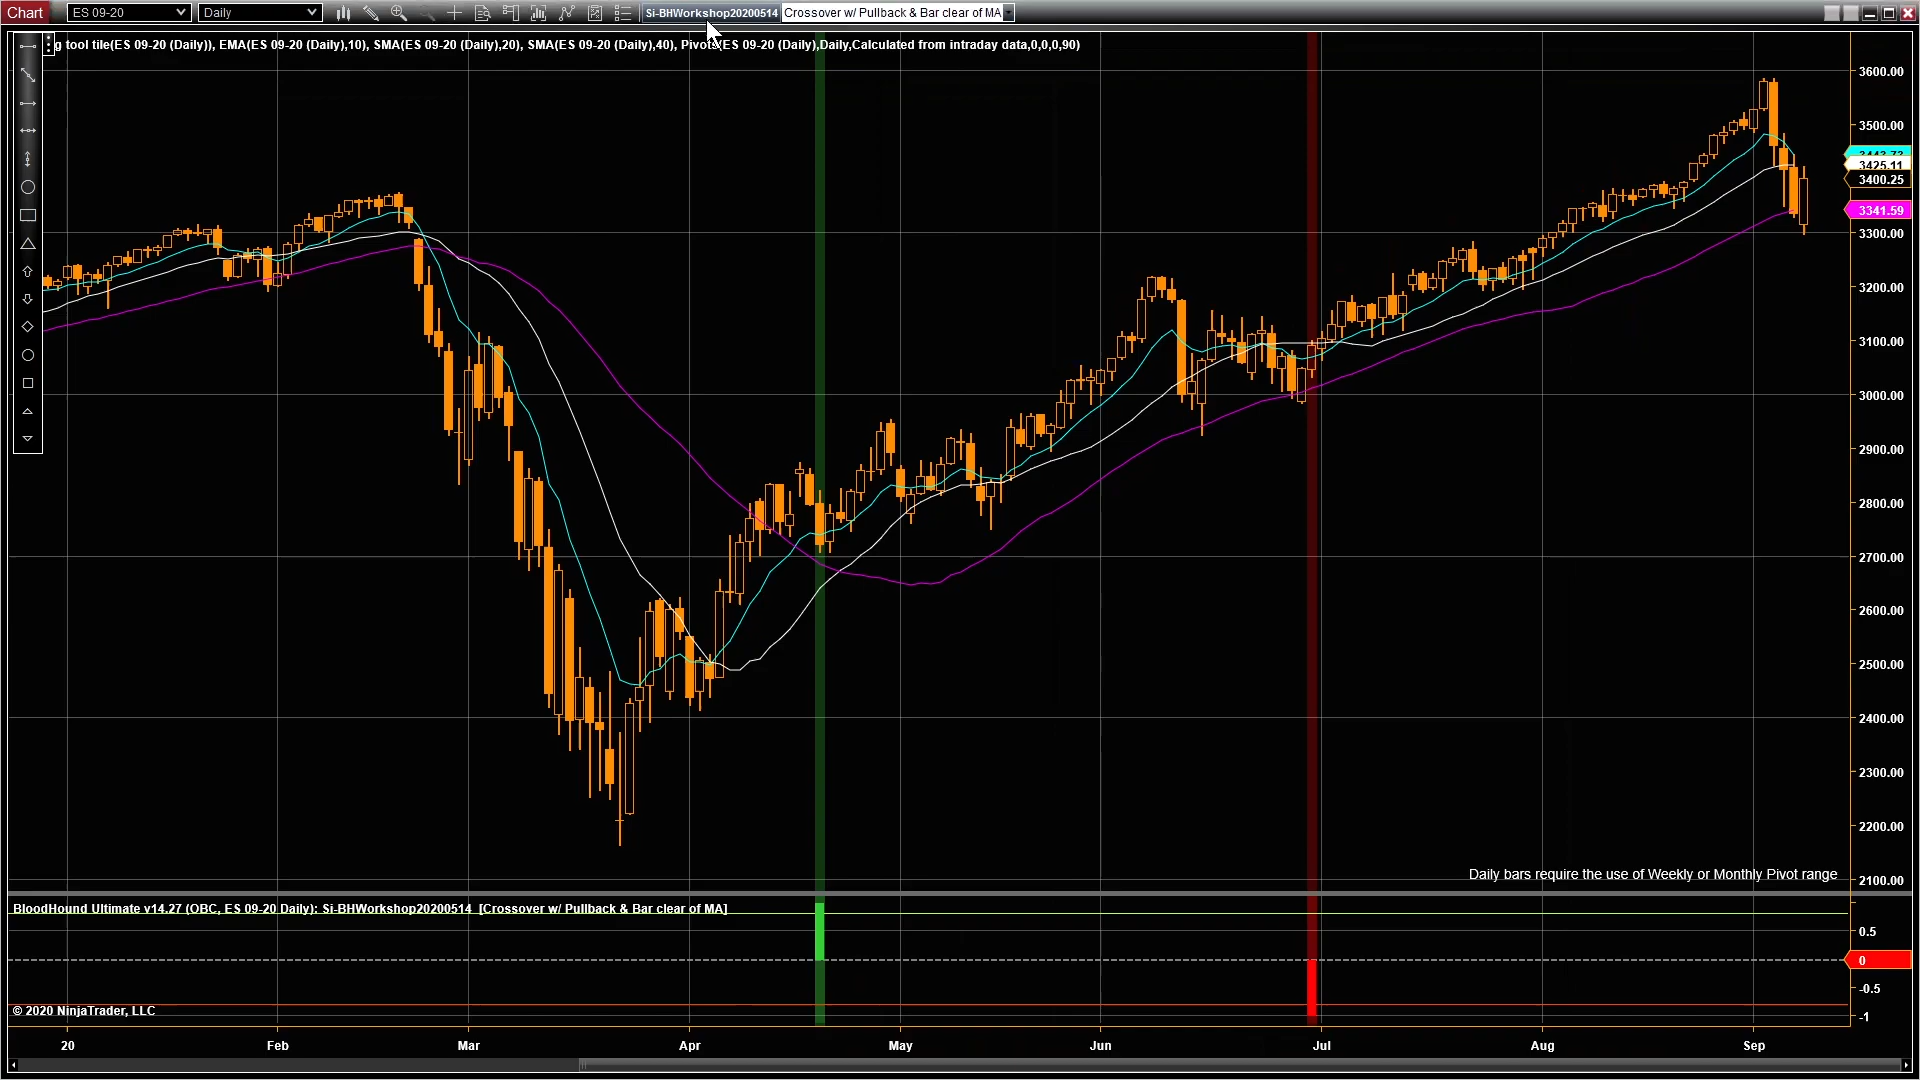 Chart
ES 09-20
Daily
Si-BHWorkshop20200514
Crossover w/ Pullback & Bar clear of MA
g tool tile(ES 09-20 (Daily)), EMA(ES 09-20 (Daily),10), SMA(ES 09-20 (Daily),20), SMA(ES 09-20 (Daily),40), Pivots(ES 09-20 (Daily),Daily,Calculated from intraday data,0,0,0,90)
3600.00
3500.00
3425.11
3400.25
3341.59
3300.00
3200.00
3100.00
3000.00
2900.00
2800.00
2700.00
2600.00
2500.00
2400.00
2300.00
2200.00
2100.00
Daily bars require the use of Weekly or Monthly Pivot range
BloodHound Ultimate v14.27 (OBC, ES 09-20 Daily): Si-BHWorkshop20200514 [Crossover w/ Pullback & Bar clear of MA]
0.5
0
-0.5
-1
© 2020 NinjaTrader, LLC
20 Feb Mar Apr May Jun Jul Aug Sep